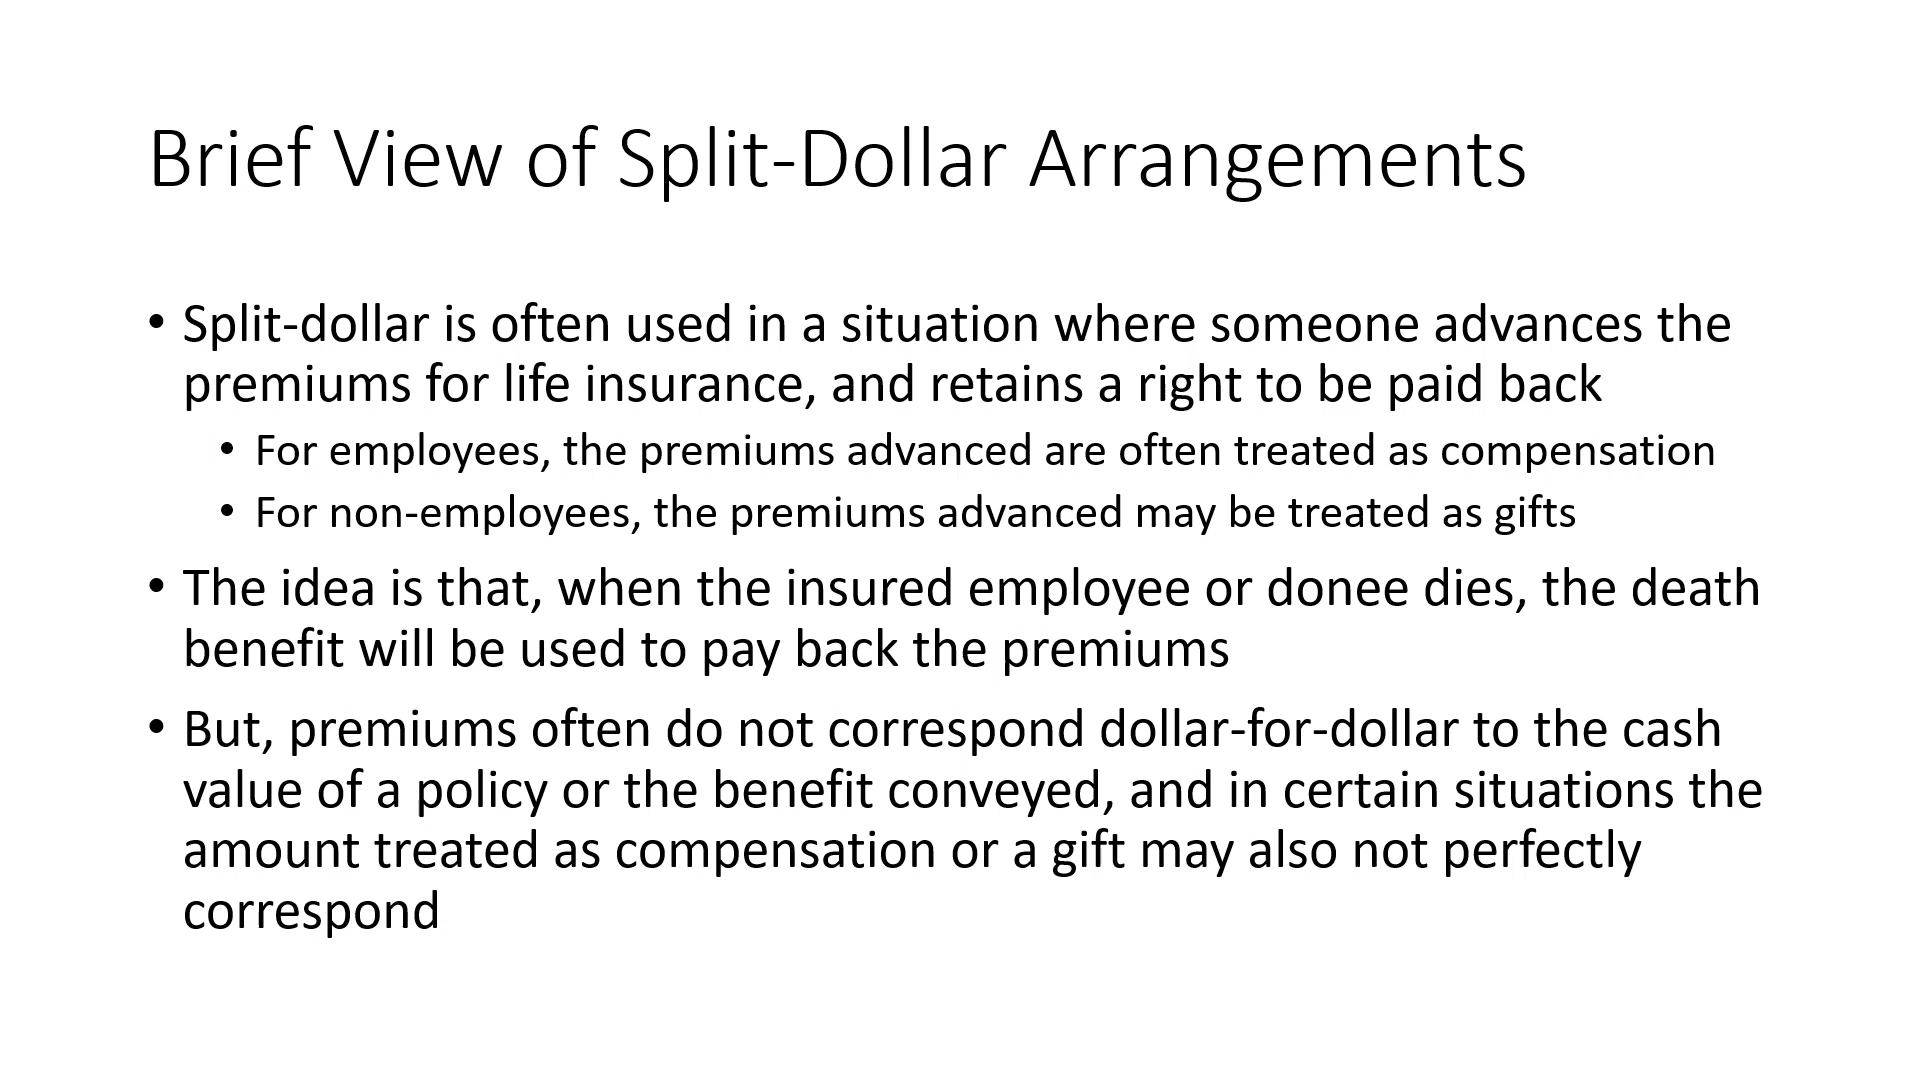 Brief View of Split-Dollar Arrangements
• Split-dollar is often used in a situation where someone advances the
premiums for life insurance, and retains a right to be paid back
• For employees, the premiums advanced are often treated as compensation
• For non-employees, the premiums advanced may be treated as gifts
• The idea is that, when the insured employee or donee dies, the death
benefit will be used to pay back the premiums
• But, premiums often do not correspond dollar-for-dollar to the cash
value of a policy or the benefit conveyed, and in certain situations the
amount treated as compensation or a gift may also not perfectly
correspond